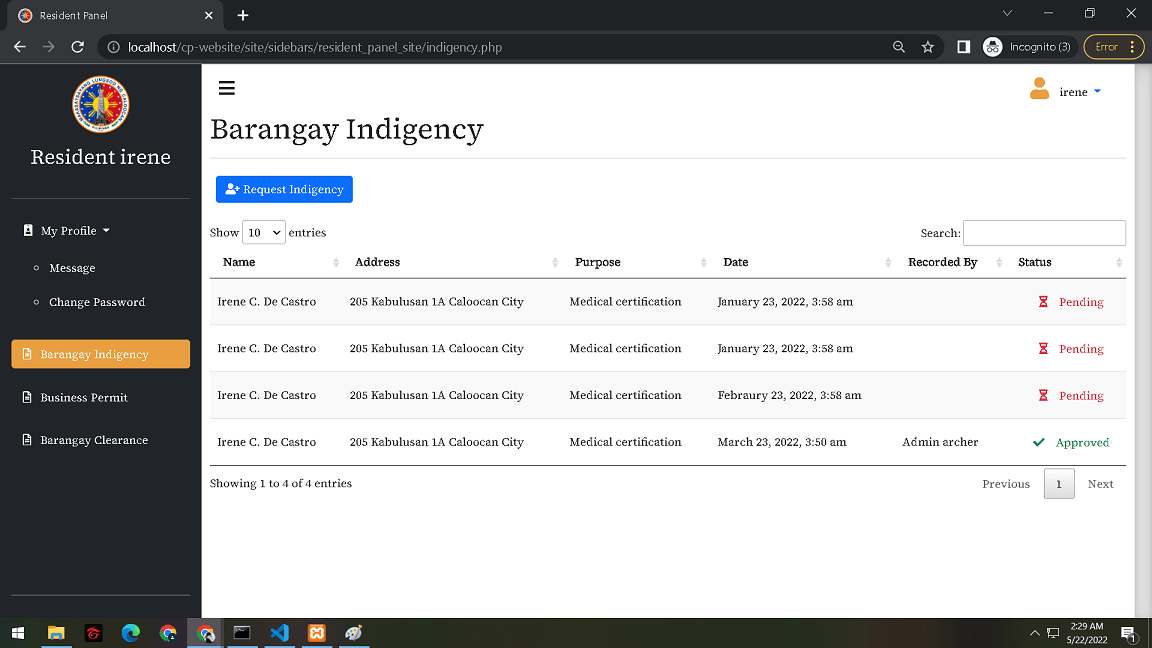 Resident Panel
localhost/cp-website/site/sidebars/resident_panel_site/indigency.php
Incognito (3)
Error
Resident irene
My Profile
Message
Change Password
Barangay Indigency
Business Permit
Barangay Clearance
irene
Barangay Indigency
Request Indigency
Show 10 entries
Search:
Name Address Purpose Date Recorded By Status
Irene C. De Castro 205 Kabulusan 1A Caloocan City Medical certification January 23, 2022, 3:58 am Pending
Irene C. De Castro 205 Kabulusan 1A Caloocan City Medical certification January 23, 2022, 3:58 am Pending
Irene C. De Castro 205 Kabulusan 1A Caloocan City Medical certification Febraury 23, 2022, 3:58 am Pending
Irene C. De Castro 205 Kabulusan 1A Caloocan City Medical certification March 23, 2022, 3:50 am Admin archer Approved
Showing 1 to 4 of 4 entries
Previous 1 Next
2:29 AM
5/22/2022
1